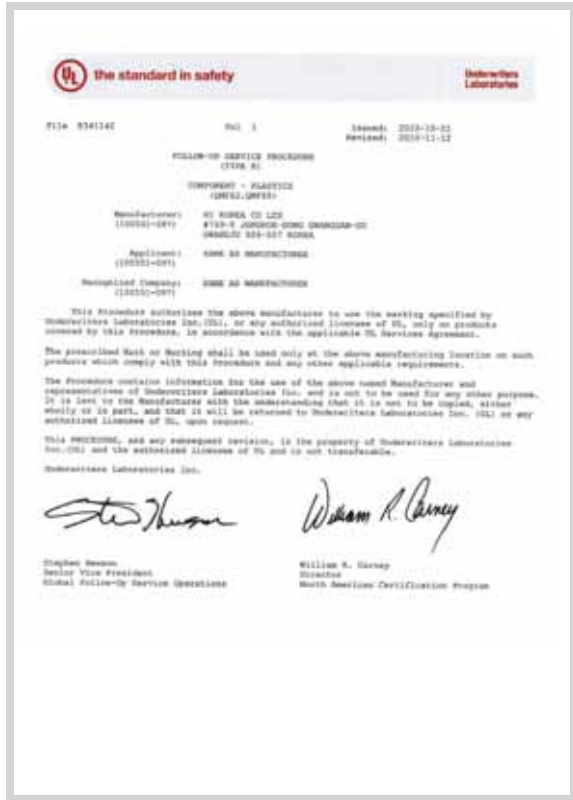 UL the standard in safety
Underwriters
Laboratories
File Vol 1 Issued:
Revised: 2010-11-12
FOLLOW-UP SERVICE PROCEDURE
(TYPE R)
COMPONENT - PLASTICS
Manufacturer: KOREA CO LTD
KOREA
Applicant: SAME AS MANUFACTURER
Recognized Company: SAME AS MANUFACTURER
This Procedure authorizes the above manufacturer to use the marking specified by
Underwriters Laboratories Inc. (UL), or any authorized licensee of UL, only on products
covered by this Procedure, in accordance with the applicable UL Services Agreement.
The prescribed Mark or Marking shall be used only at the above manufacturing location on such
products which comply with this Procedure and any other applicable requirements.
The Procedure contains information for the use of the above named Manufacturer and
representatives of Underwriters Laboratories Inc. and is not to be used for any other purpose.
It is lent to the Manufacturer with the understanding that it is not to be copied, either
wholly or in part, and that it will be returned to Underwriters Laboratories Inc. (UL) or any
authorized licensee of UL, upon request.
This PROCEDURE, and any subsequent revision, is the property of Underwriters Laboratories
Inc. (UL) and the authorized licensee of UL and is not transferable.
Underwriters Laboratories Inc.
William R. Carney
Stephen Hewson William R. Carney
Senior Vice President Director
Global Follow-Up Service Operations North American Certification Program